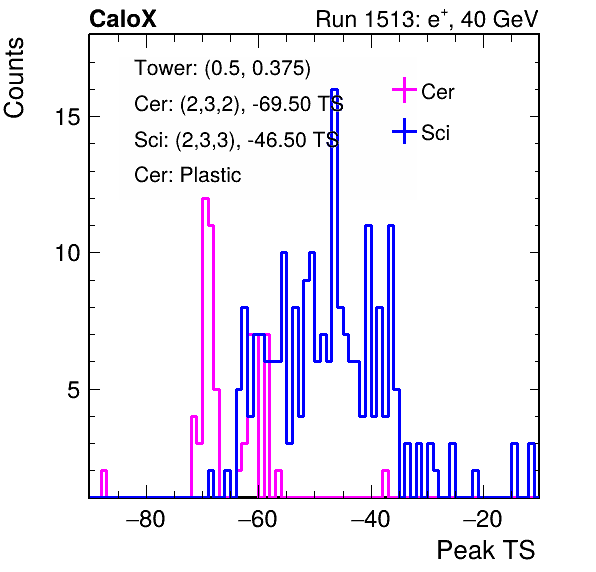 CaloX Run 1513: e⁺, 40 GeV
Counts
Tower: (0.5, 0.375)
Cer: (2,3,2), -69.50 TS
Sci: (2,3,3), -46.50 TS
Cer: Plastic
Cer
Sci
15
10
5
−80 −60 −40 −20
Peak TS